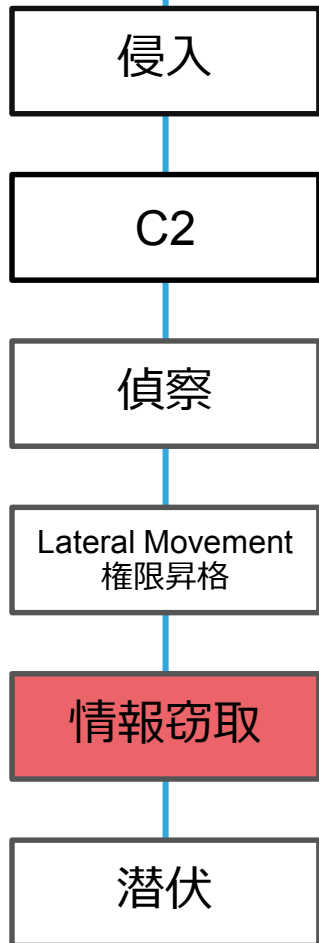 侵入
C2
偵察
Lateral Movement
権限昇格
情報窃取
潜伏